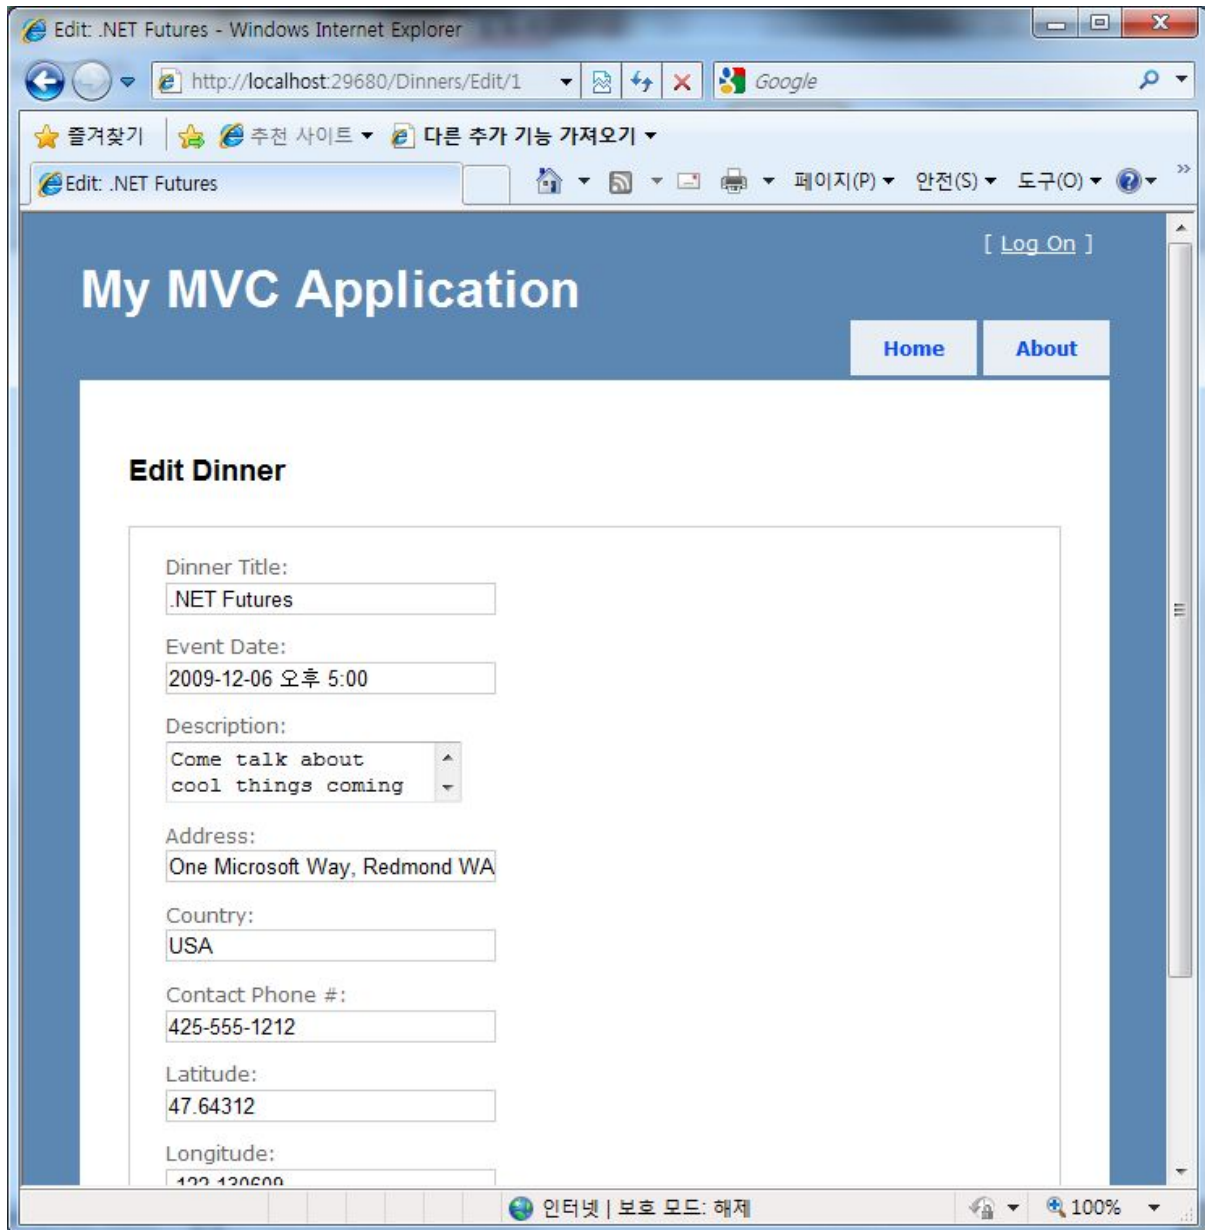 Edit: .NET Futures - Windows Internet Explorer
http://localhost:29680/Dinners/Edit/1
Google
즐겨찾기
추천 사이트
다른 추가 기능 가져오기
Edit: .NET Futures
페이지(P)
안전(S)
도구(O)
[ Log On ]
My MVC Application
Home
About
Edit Dinner
Dinner Title:
.NET Futures
Event Date:
2009-12-06 오후 5:00
Description:
Come talk about
cool things coming
Address:
One Microsoft Way, Redmond WA
Country:
USA
Contact Phone #:
425-555-1212
Latitude:
47.64312
Longitude:
-122.130609
인터넷 | 보호 모드: 해제
100%